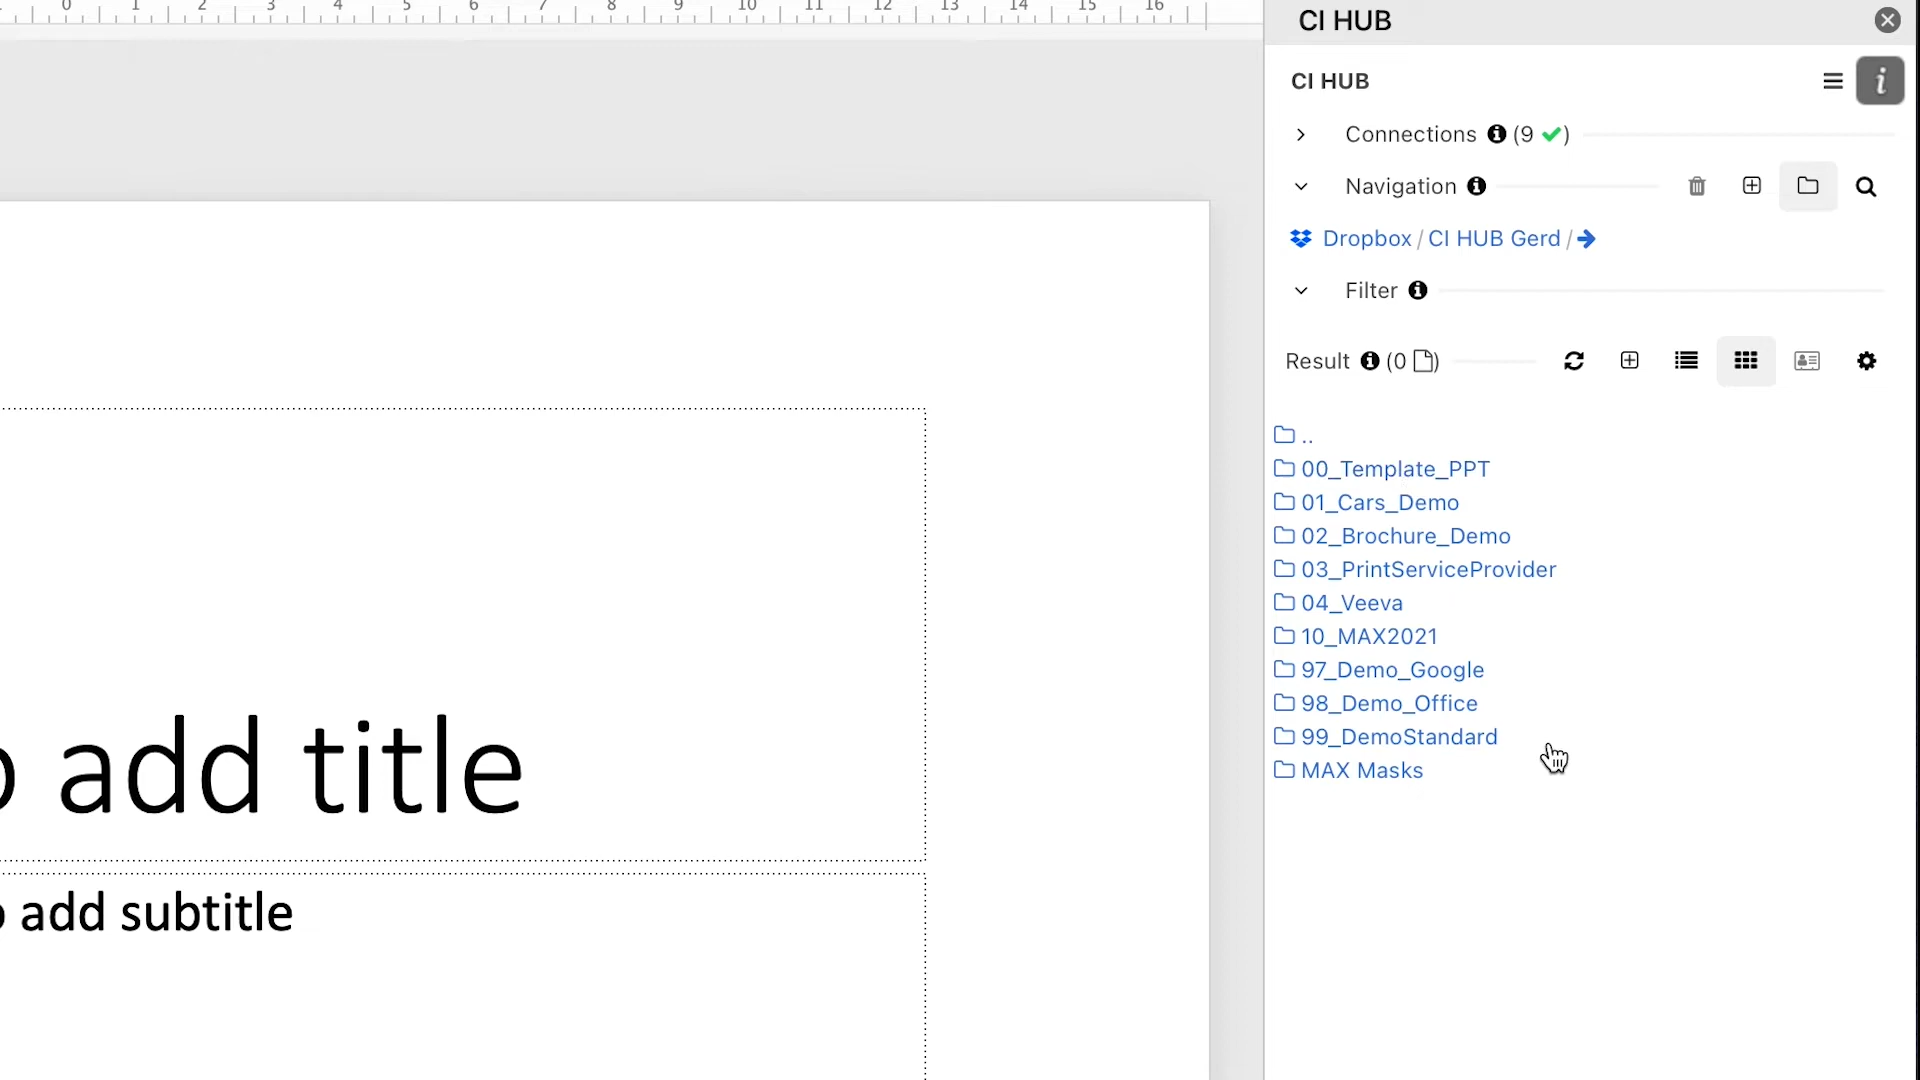 0 1 2 3 4 5 6 7 8 9 10 11 12 13 14 15 16
CI HUB
CI HUB
Connections (9 ✔)
Navigation
Dropbox / CI HUB Gerd /
Filter
Result (0)
..
00_Template_PPT
01_Cars_Demo
02_Brochure_Demo
03_PrintServiceProvider
04_Veeva
10_MAX2021
97_Demo_Google
98_Demo_Office
99_DemoStandard
MAX Masks
add title
add subtitle